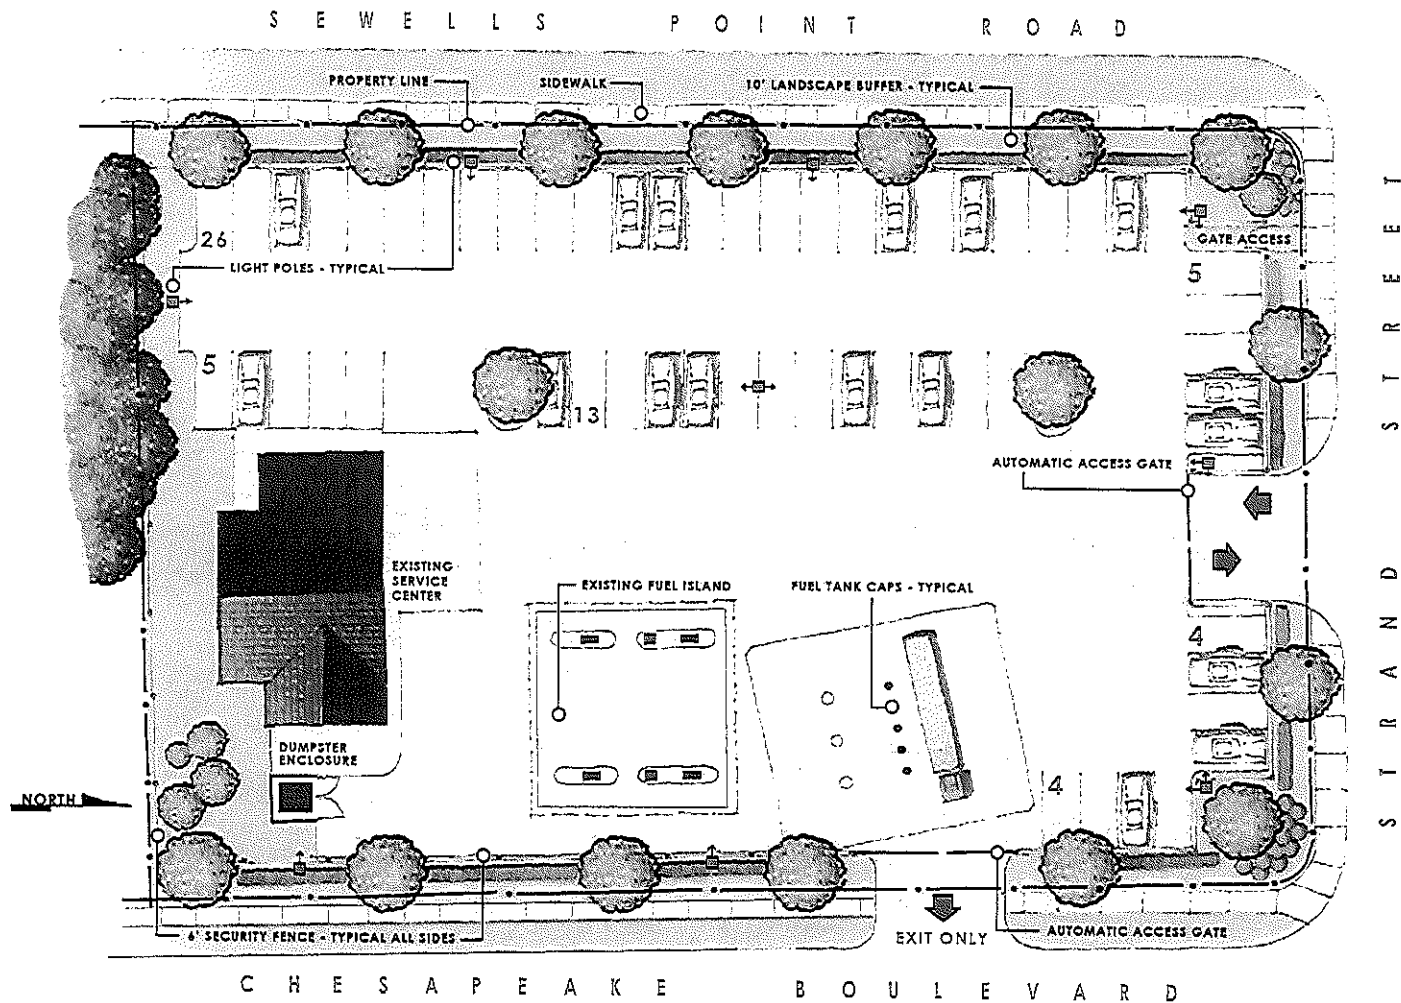 SEWELLS POINT ROAD
PROPERTY LINE
SIDEWALK
10' LANDSCAPE BUFFER - TYPICAL
26
LIGHT POLES - TYPICAL
GATE ACCESS
5
5
13
STRAND STREET
AUTOMATIC ACCESS GATE
EXISTING
SERVICE
CENTER
EXISTING FUEL ISLAND
FUEL TANK CAPS - TYPICAL
4
DUMPSTER
ENCLOSURE
NORTH
4
6' SECURITY FENCE - TYPICAL ALL SIDES
EXIT ONLY
AUTOMATIC ACCESS GATE
CHESAPEAKE BOULEVARD